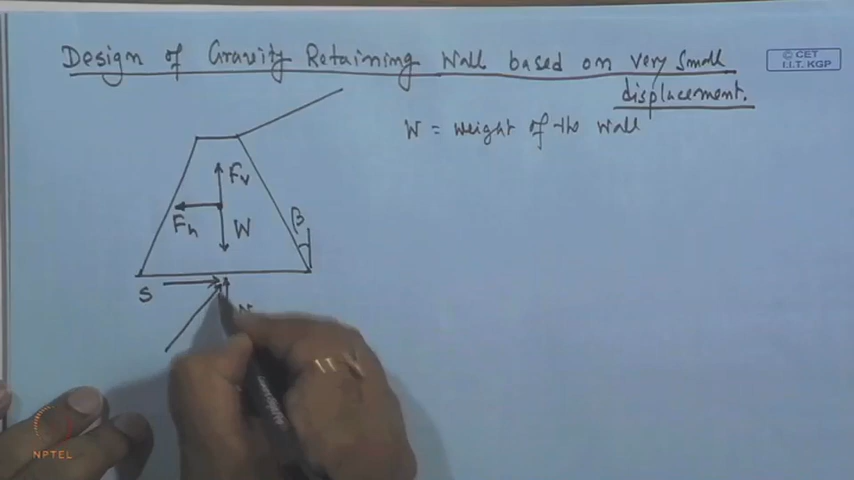 Design of Gravity Retaining Wall based on very small
displacement.
© CET
I.I.T. KGP
W = weight of the wall
Fv
Fh
W
β
S
NPTEL